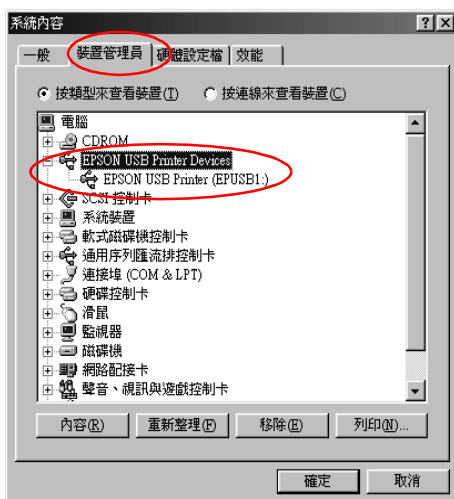 系統內容
一般 裝置管理員 硬體設定檔 效能
按類型來查看裝置(I) 按連線來查看裝置(C)
電腦
CDROM
EPSON USB Printer Devices
EPSON USB Printer (EPUSB1:)
SCSI 控制卡
系統裝置
軟式磁碟機控制卡
通用序列匯流排控制卡
連接埠 (COM & LPT)
硬碟控制卡
滑鼠
監視器
磁碟機
網路配接卡
聲音、視訊與遊戲控制卡
內容(R) 重新整理(F) 移除(E) 列印(N)...
確定 取消